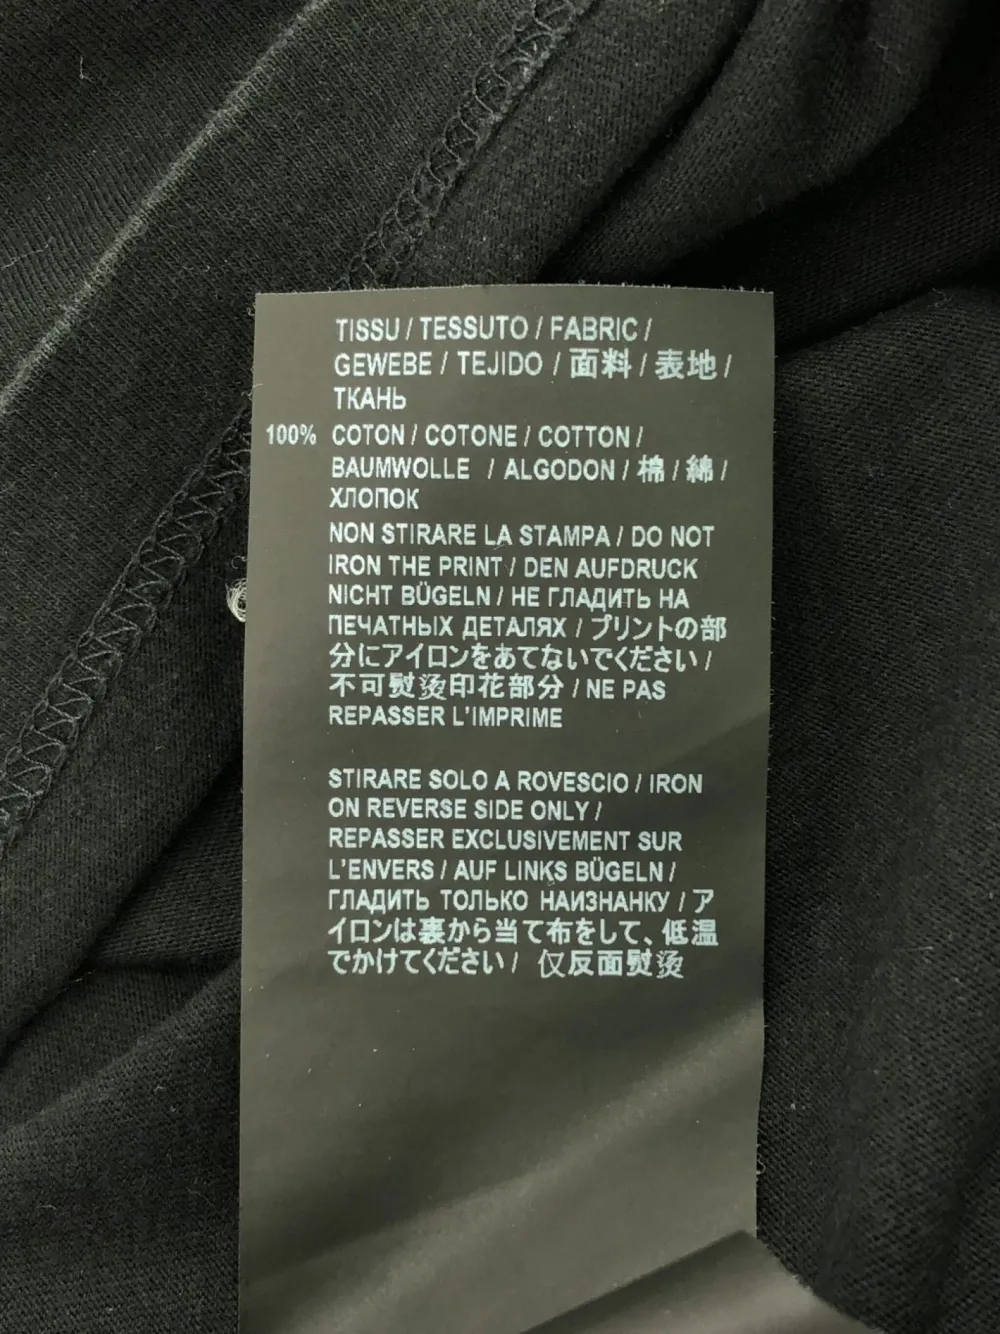 TISSU / TESSUTO / FABRIC /
GEWEBE / TEJIDO / 面料 / 表地 /
ТКАНЬ
100% COTON / COTONE / COTTON /
BAUMWOLLE / ALGODON / 棉 / 綿 /
ХЛОПОК
NON STIRARE LA STAMPA / DO NOT
IRON THE PRINT / DEN AUFDRUCK
NICHT BÜGELN / НЕ ГЛАДИТЬ НА
ПЕЧАТНЫХ ДЕТАЛЯХ / プリントの部
分にアイロンをあてないでください /
不可熨烫印花部分 / NE PAS
REPASSER L'IMPRIME
STIRARE SOLO A ROVESCIO / IRON
ON REVERSE SIDE ONLY /
REPASSER EXCLUSIVEMENT SUR
L'ENVERS / AUF LINKS BÜGELN /
ГЛАДИТЬ ТОЛЬКО НАИЗНАНКУ / ア
イロンは裏から当て布をして、低温
でかけてください / 仅反面熨烫